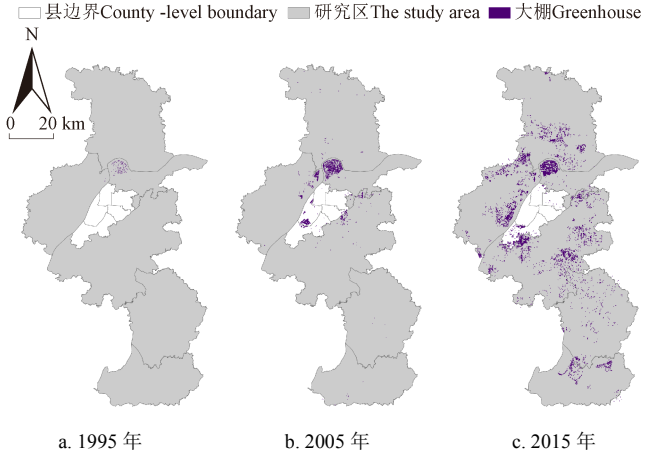 县边界County -level boundary 研究区The study area 大棚Greenhouse
N
0 20 km
a. 1995 年 b. 2005 年 c. 2015 年